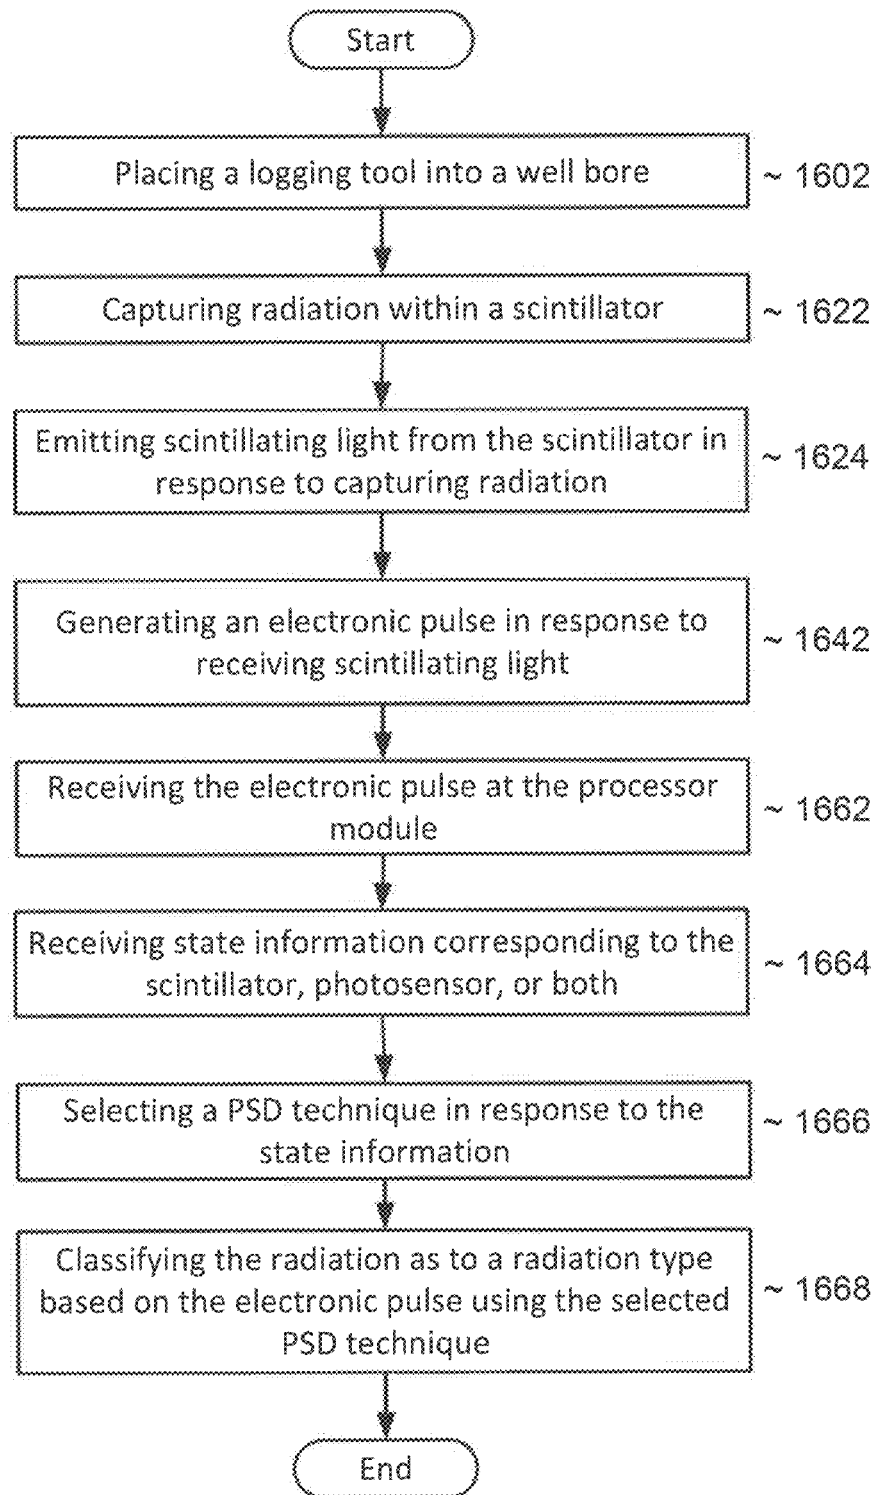 Start
Placing a logging tool into a well bore
~ 1602
Capturing radiation within a scintillator
~ 1622
Emitting scintillating light from the scintillator in
response to capturing radiation
~ 1624
Generating an electronic pulse in response to
receiving scintillating light
~ 1642
Receiving the electronic pulse at the processor
module
~ 1662
Receiving state information corresponding to the
scintillator, photosensor, or both
~ 1664
Selecting a PSD technique in response to the
state information
~ 1666
Classifying the radiation as to a radiation type
based on the electronic pulse using the selected
PSD technique
~ 1668
End